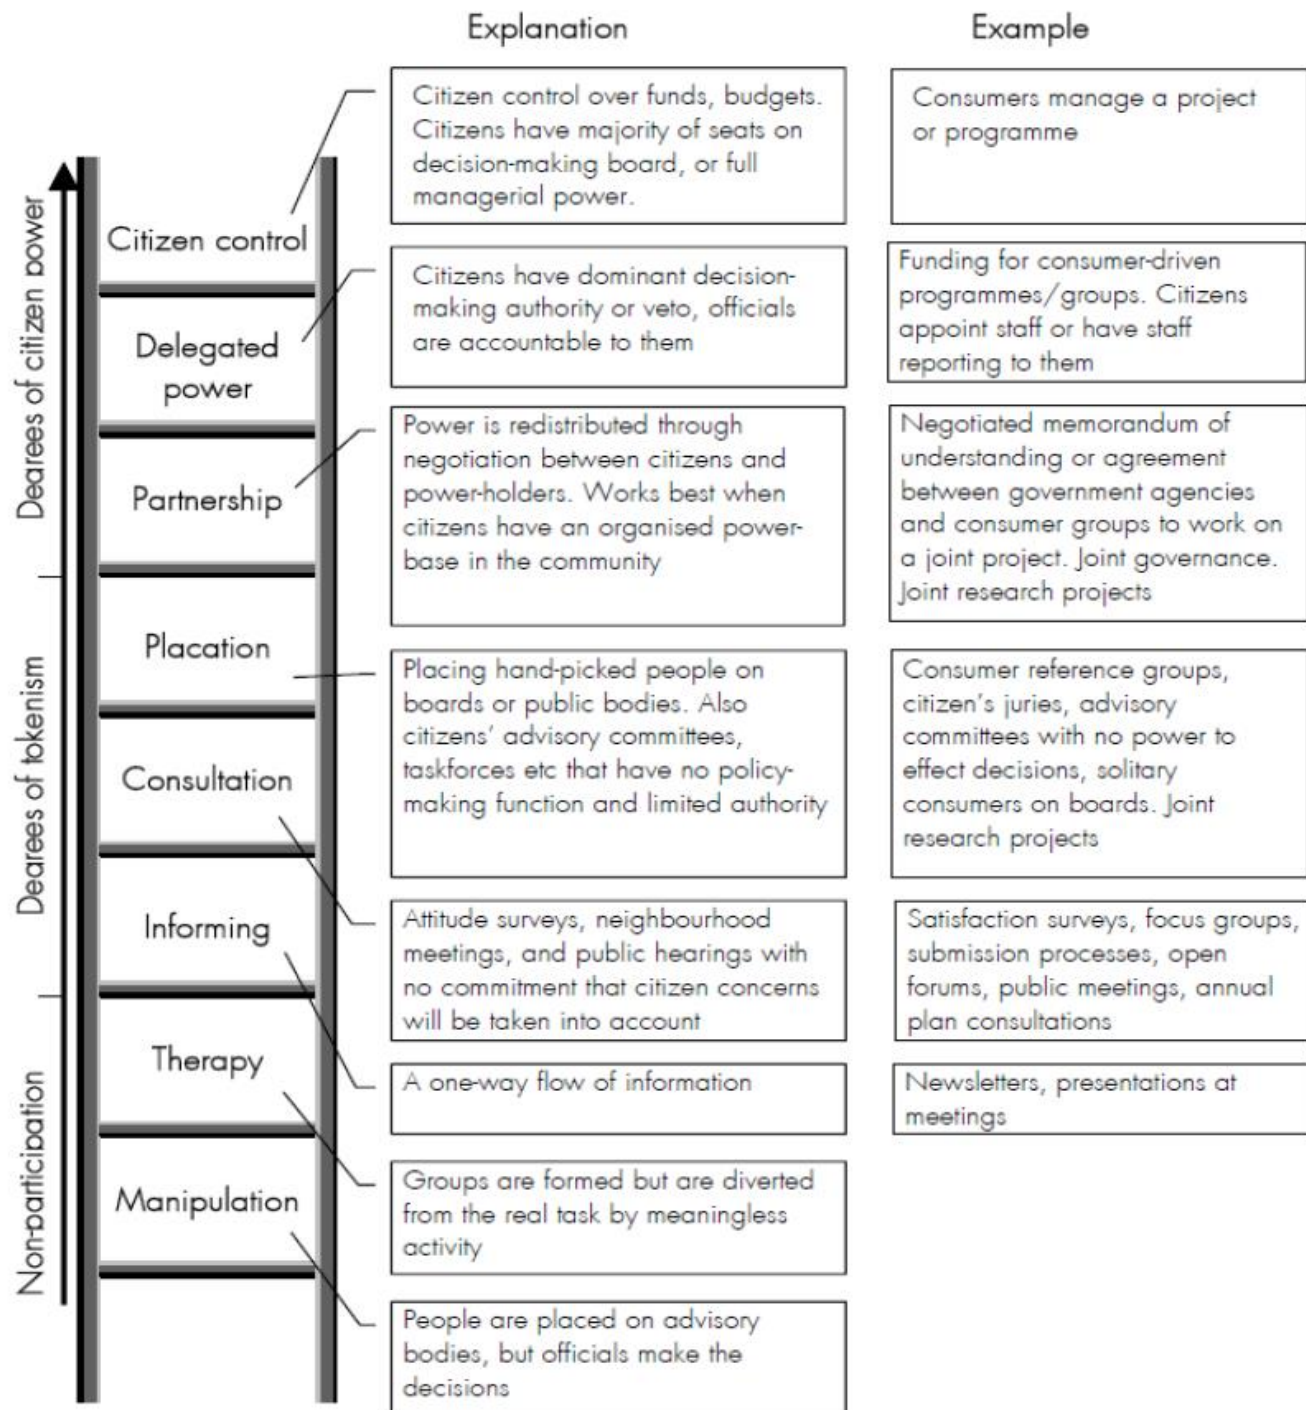 Explanation
Example
Citizen control over funds, budgets.
Citizens have majority of seats on
decision-making board, or full
managerial power.
Consumers manage a project
or programme
Citizen control
Citizens have dominant decision-
making authority or veto, officials
are accountable to them
Funding for consumer-driven
programmes/groups. Citizens
appoint staff or have staff
reporting to them
Delegated
power
Power is redistributed through
negotiation between citizens and
power-holders. Works best when
citizens have an organised power-
base in the community
Negotiated memorandum of
understanding or agreement
between government agencies
and consumer groups to work on
a joint project. Joint governance.
Joint research projects
Partnership
Placation
Placing hand-picked people on
boards or public bodies. Also
citizens' advisory committees,
taskforces etc that have no policy-
making function and limited authority
Consumer reference groups,
citizen's juries, advisory
committees with no power to
effect decisions, solitary
consumers on boards. Joint
research projects
Consultation
Informing
Attitude surveys, neighbourhood
meetings, and public hearings with
no commitment that citizen concerns
will be taken into account
Satisfaction surveys, focus groups,
submission processes, open
forums, public meetings, annual
plan consultations
Therapy
A one-way flow of information
Newsletters, presentations at
meetings
Manipulation
Groups are formed but are diverted
from the real task by meaningless
activity
People are placed on advisory
bodies, but officials make the
decisions
Degrees of citizen power
Degrees of tokenism
Non-participation